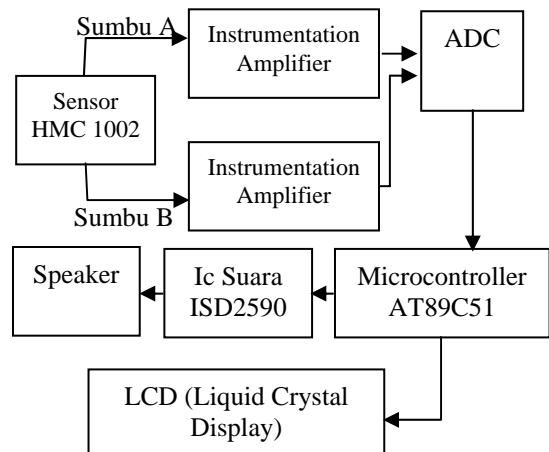 Sumbu A
Instrumentation
Amplifier
ADC
Sensor
HMC 1002
Instrumentation
Amplifier
Sumbu B
Speaker
Ic Suara
ISD2590
Microcontroller
AT89C51
LCD (Liquid Crystal
Display)